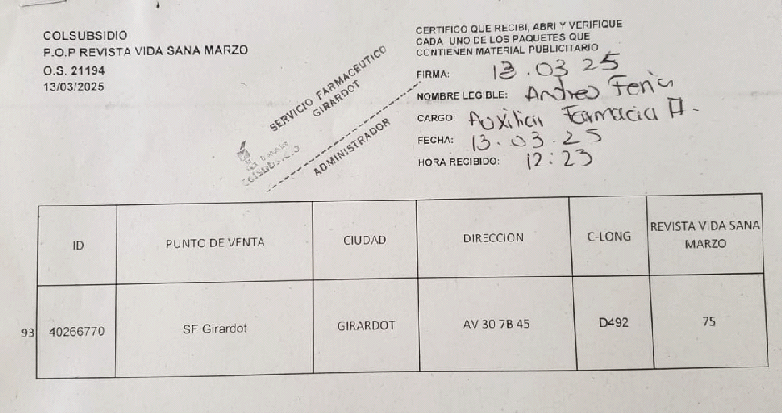 COLSUBSIDIO
P.O.P REVISTA VIDA SANA MARZO
O.S. 21194
13/03/2025
SERVICIO FARMACEUTICO
GIRARDOT
COLSUBSIDIO
ADMINISTRADOR
CERTIFICO QUE RECIBI, ABRI Y VERIFIQUE
CADA UNO DE LOS PAQUETES QUE
CONTIENEN MATERIAL PUBLICITARIO
FIRMA: 13.03 25
NOMBRE LEGIBLE: Andrea Feria
CARGO Auxiliar Farmacia II.
FECHA: 13.03.25
HORA RECIBIDO: 12:23
ID PUNTO DE VENTA CIUDAD DIRECCION C-LONG REVISTA VIDA SANA MARZO
93 40266770 SF Girardot GIRARDOT AV 30 7B 45 D492 75